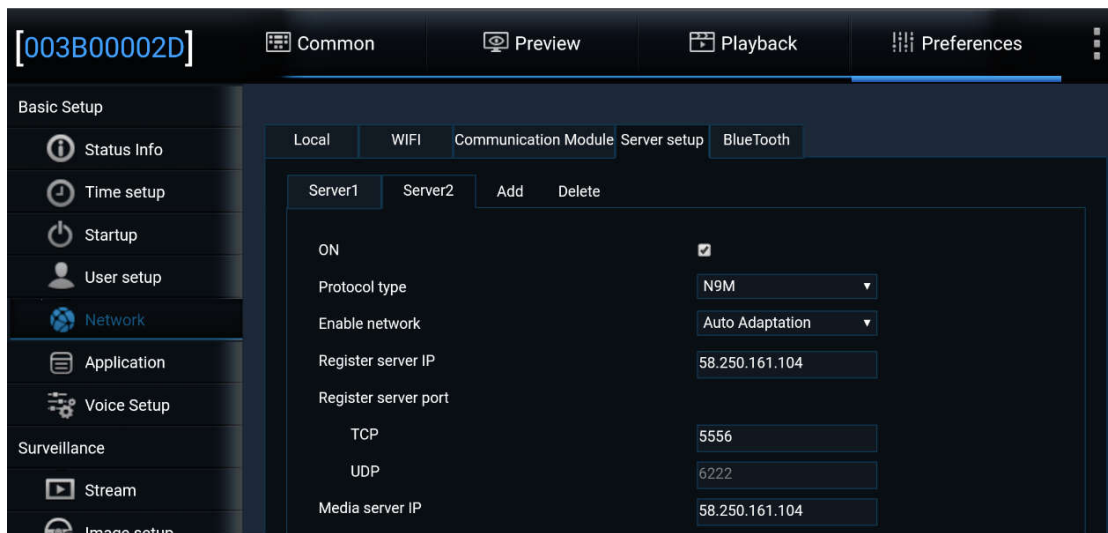 [003B00002D]
Common
Preview
Playback
Preferences
Basic Setup
Status Info
Time setup
Startup
User setup
Network
Application
Voice Setup
Surveillance
Stream
Image setup
Local
WIFI
Communication Module
Server setup
BlueTooth
Server1
Server2
Add
Delete
ON
Protocol type
N9M
Enable network
Auto Adaptation
Register server IP
58.250.161.104
Register server port
TCP
5556
UDP
6222
Media server IP
58.250.161.104